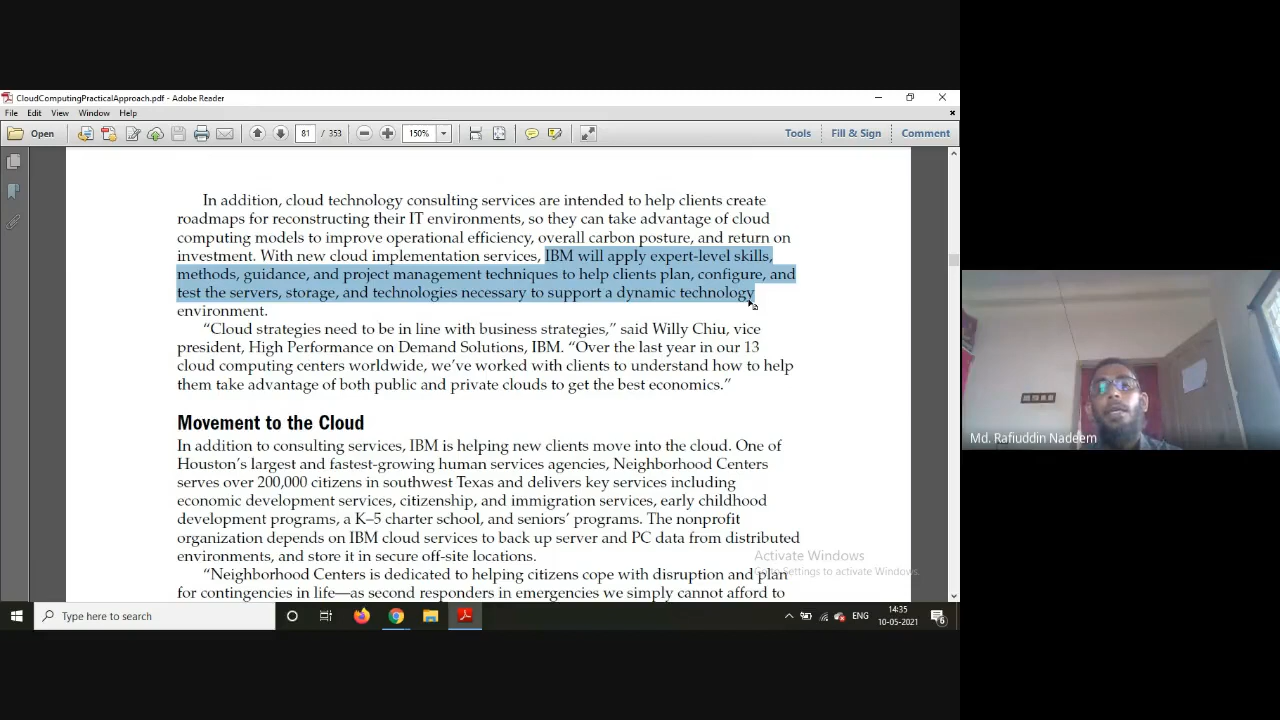 CloudComputingPracticalApproach.pdf - Adobe Reader
File Edit View Window Help
Open 81 / 353 150% Tools Fill & Sign Comment
In addition, cloud technology consulting services are intended to help clients create
roadmaps for reconstructing their IT environments, so they can take advantage of cloud
computing models to improve operational efficiency, overall carbon posture, and return on
investment. With new cloud implementation services, IBM will apply expert-level skills,
methods, guidance, and project management techniques to help clients plan, configure, and
test the servers, storage, and technologies necessary to support a dynamic technology
environment.
“Cloud strategies need to be in line with business strategies,” said Willy Chiu, vice
president, High Performance on Demand Solutions, IBM. “Over the last year in our 13
cloud computing centers worldwide, we’ve worked with clients to understand how to help
them take advantage of both public and private clouds to get the best economics.”
Movement to the Cloud
In addition to consulting services, IBM is helping new clients move into the cloud. One of
Houston’s largest and fastest-growing human services agencies, Neighborhood Centers
serves over 200,000 citizens in southwest Texas and delivers key services including
economic development services, citizenship, and immigration services, early childhood
development programs, a K–5 charter school, and seniors’ programs. The nonprofit
organization depends on IBM cloud services to back up server and PC data from distributed
environments, and store it in secure off-site locations.
“Neighborhood Centers is dedicated to helping citizens cope with disruption and plan
for contingencies in life—as second responders in emergencies we simply cannot afford to
Activate Windows
Go to Settings to activate Windows.
Md. Rafiuddin Nadeem
Type here to search
ENG
14:35
10-05-2021
6